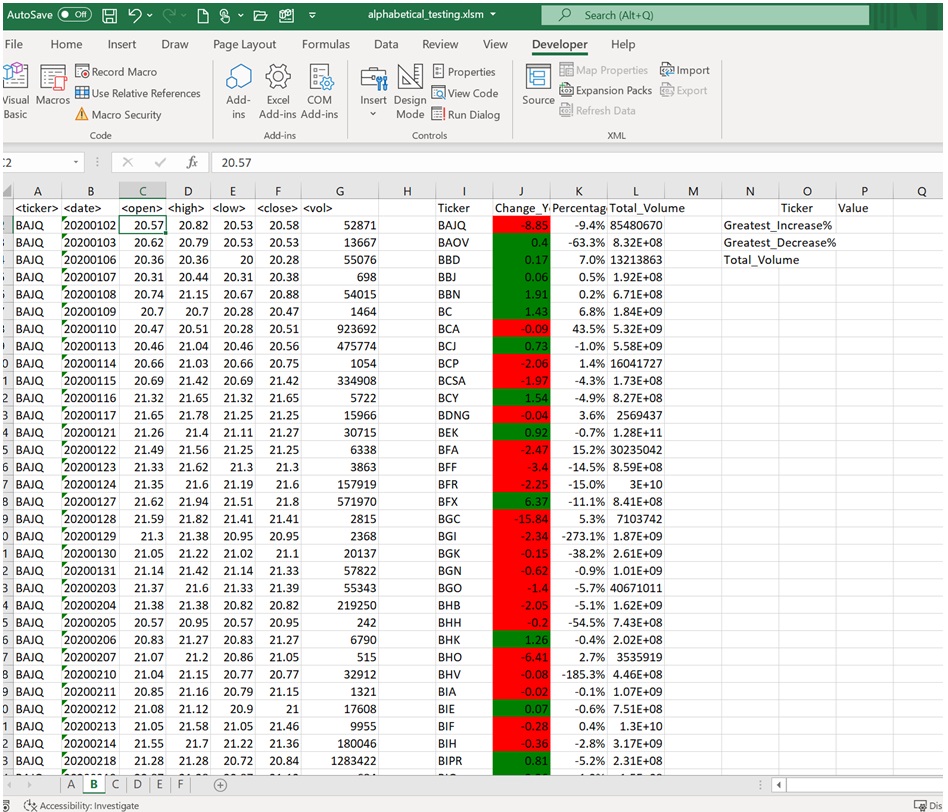 AutoSave Off alphabetical_testing.xlsm Search (Alt+Q)
File Home Insert Draw Page Layout Formulas Data Review View Developer Help
Visual Basic Macros Record Macro Use Relative References Macro Security Code
Add-ins Excel Add-ins COM Add-ins Add-ins
Insert Design Mode Properties View Code Run Dialog Controls
Source Map Properties Expansion Packs Refresh Data Import Export XML
C2 fx 20.57
A B C D E F G H I J K L M N O P Q
<ticker> <date> <open> <high> <low> <close> <vol> Ticker Change_Y Percentag Total_Volume Ticker Value
BAJQ 20200102 20.57 20.82 20.53 20.58 52871 BAJQ -8.85 -9.4% 85480670 Greatest_Increase%
BAJQ 20200103 20.62 20.79 20.53 20.53 13667 BAOV 0.4 -63.3% 8.32E+08 Greatest_Decrease%
BAJQ 20200106 20.36 20.36 20 20.28 55076 BBD 0.17 7.0% 13213863 Total_Volume
BAJQ 20200107 20.31 20.44 20.31 20.38 698 BBJ 0.06 0.5% 1.92E+08
BAJQ 20200108 20.74 21.15 20.67 20.88 54015 BBN 1.91 0.2% 6.71E+08
BAJQ 20200109 20.7 20.7 20.28 20.47 1464 BC 1.43 6.8% 1.84E+09
BAJQ 20200110 20.47 20.51 20.28 20.51 923692 BCA -0.09 43.5% 5.32E+09
BAJQ 20200113 20.46 21.04 20.46 20.56 475774 BCJ 0.73 -1.0% 5.58E+09
BAJQ 20200114 20.66 21.03 20.66 20.75 1054 BCP -2.06 1.4% 16041727
BAJQ 20200115 20.69 21.42 20.69 21.42 334908 BCSA -1.97 -4.3% 1.73E+08
BAJQ 20200116 21.32 21.65 21.32 21.65 5722 BCY 1.54 -4.9% 8.27E+08
BAJQ 20200117 21.65 21.78 21.25 21.25 15966 BDNG -0.04 3.6% 2569437
BAJQ 20200121 21.26 21.4 21.11 21.27 30715 BEK 0.92 -0.7% 1.28E+11
BAJQ 20200122 21.49 21.56 21.25 21.25 6338 BFA -2.47 15.2% 30235042
BAJQ 20200123 21.33 21.62 21.3 21.3 3863 BFF -3.4 -14.5% 8.59E+08
BAJQ 20200124 21.35 21.6 21.19 21.6 157919 BFR -2.25 -15.0% 3E+10
BAJQ 20200127 21.62 21.94 21.51 21.8 571970 BFX 6.37 -11.1% 8.41E+08
BAJQ 20200128 21.59 21.82 21.41 21.41 2815 BGC -15.84 5.3% 7103742
BAJQ 20200129 21.3 21.38 20.95 20.95 2368 BGI -2.34 -273.1% 1.87E+09
BAJQ 20200130 21.05 21.22 21.02 21.1 20137 BGK -0.15 -38.2% 2.61E+09
BAJQ 20200131 21.14 21.42 21.14 21.33 57822 BGN -0.62 -0.9% 1.01E+09
BAJQ 20200203 21.37 21.6 21.33 21.39 55343 BGO -1.4 -5.7% 40671011
BAJQ 20200204 21.38 21.38 20.82 20.82 219250 BHB -2.05 -5.1% 1.62E+09
BAJQ 20200205 20.57 20.95 20.57 20.95 242 BHH -0.2 -54.5% 7.43E+08
BAJQ 20200206 20.83 21.27 20.83 21.27 6790 BHK 1.26 -0.4% 2.02E+08
BAJQ 20200207 21.07 21.2 20.86 21.05 515 BHO -6.41 2.7% 3535919
BAJQ 20200210 21.04 21.15 20.77 20.77 32912 BHV -0.08 -185.3% 4.46E+08
BAJQ 20200211 20.85 21.16 20.79 21.15 1321 BIA -0.02 -0.1% 1.07E+09
BAJQ 20200212 21.08 21.12 20.9 21 17608 BIE 0.07 -0.6% 7.51E+08
BAJQ 20200213 21.05 21.58 21.05 21.46 9955 BIF -0.28 0.4% 1.3E+10
BAJQ 20200214 21.55 21.7 21.22 21.36 180046 BIH -0.36 -2.8% 3.17E+09
BAJQ 20200218 21.28 21.28 20.72 20.84 1283422 BIPR 0.81 -5.2% 2.31E+08
A B C D E F
Accessibility: Investigate Dis